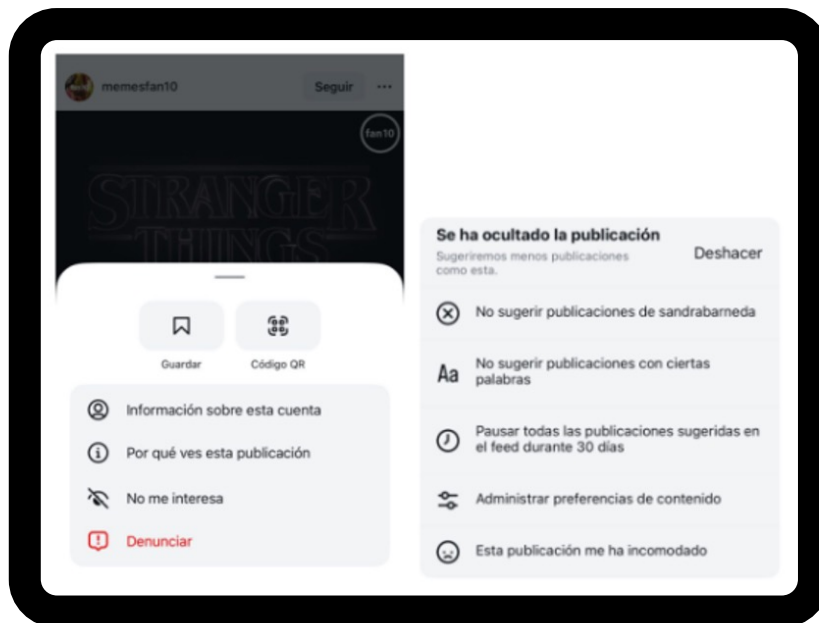 memesfan10
Seguir
fan10
STRANGER
THINGS
Guardar
Código QR
Información sobre esta cuenta
Por qué ves esta publicación
No me interesa
Denunciar
Se ha ocultado la publicación
Deshacer
Sugeriremos menos publicaciones
como esta.
No sugerir publicaciones de sandrabarneda
Aa
No sugerir publicaciones con ciertas
palabras
Pausar todas las publicaciones sugeridas en
el feed durante 30 días
Administrar preferencias de contenido
Esta publicación me ha incomodado